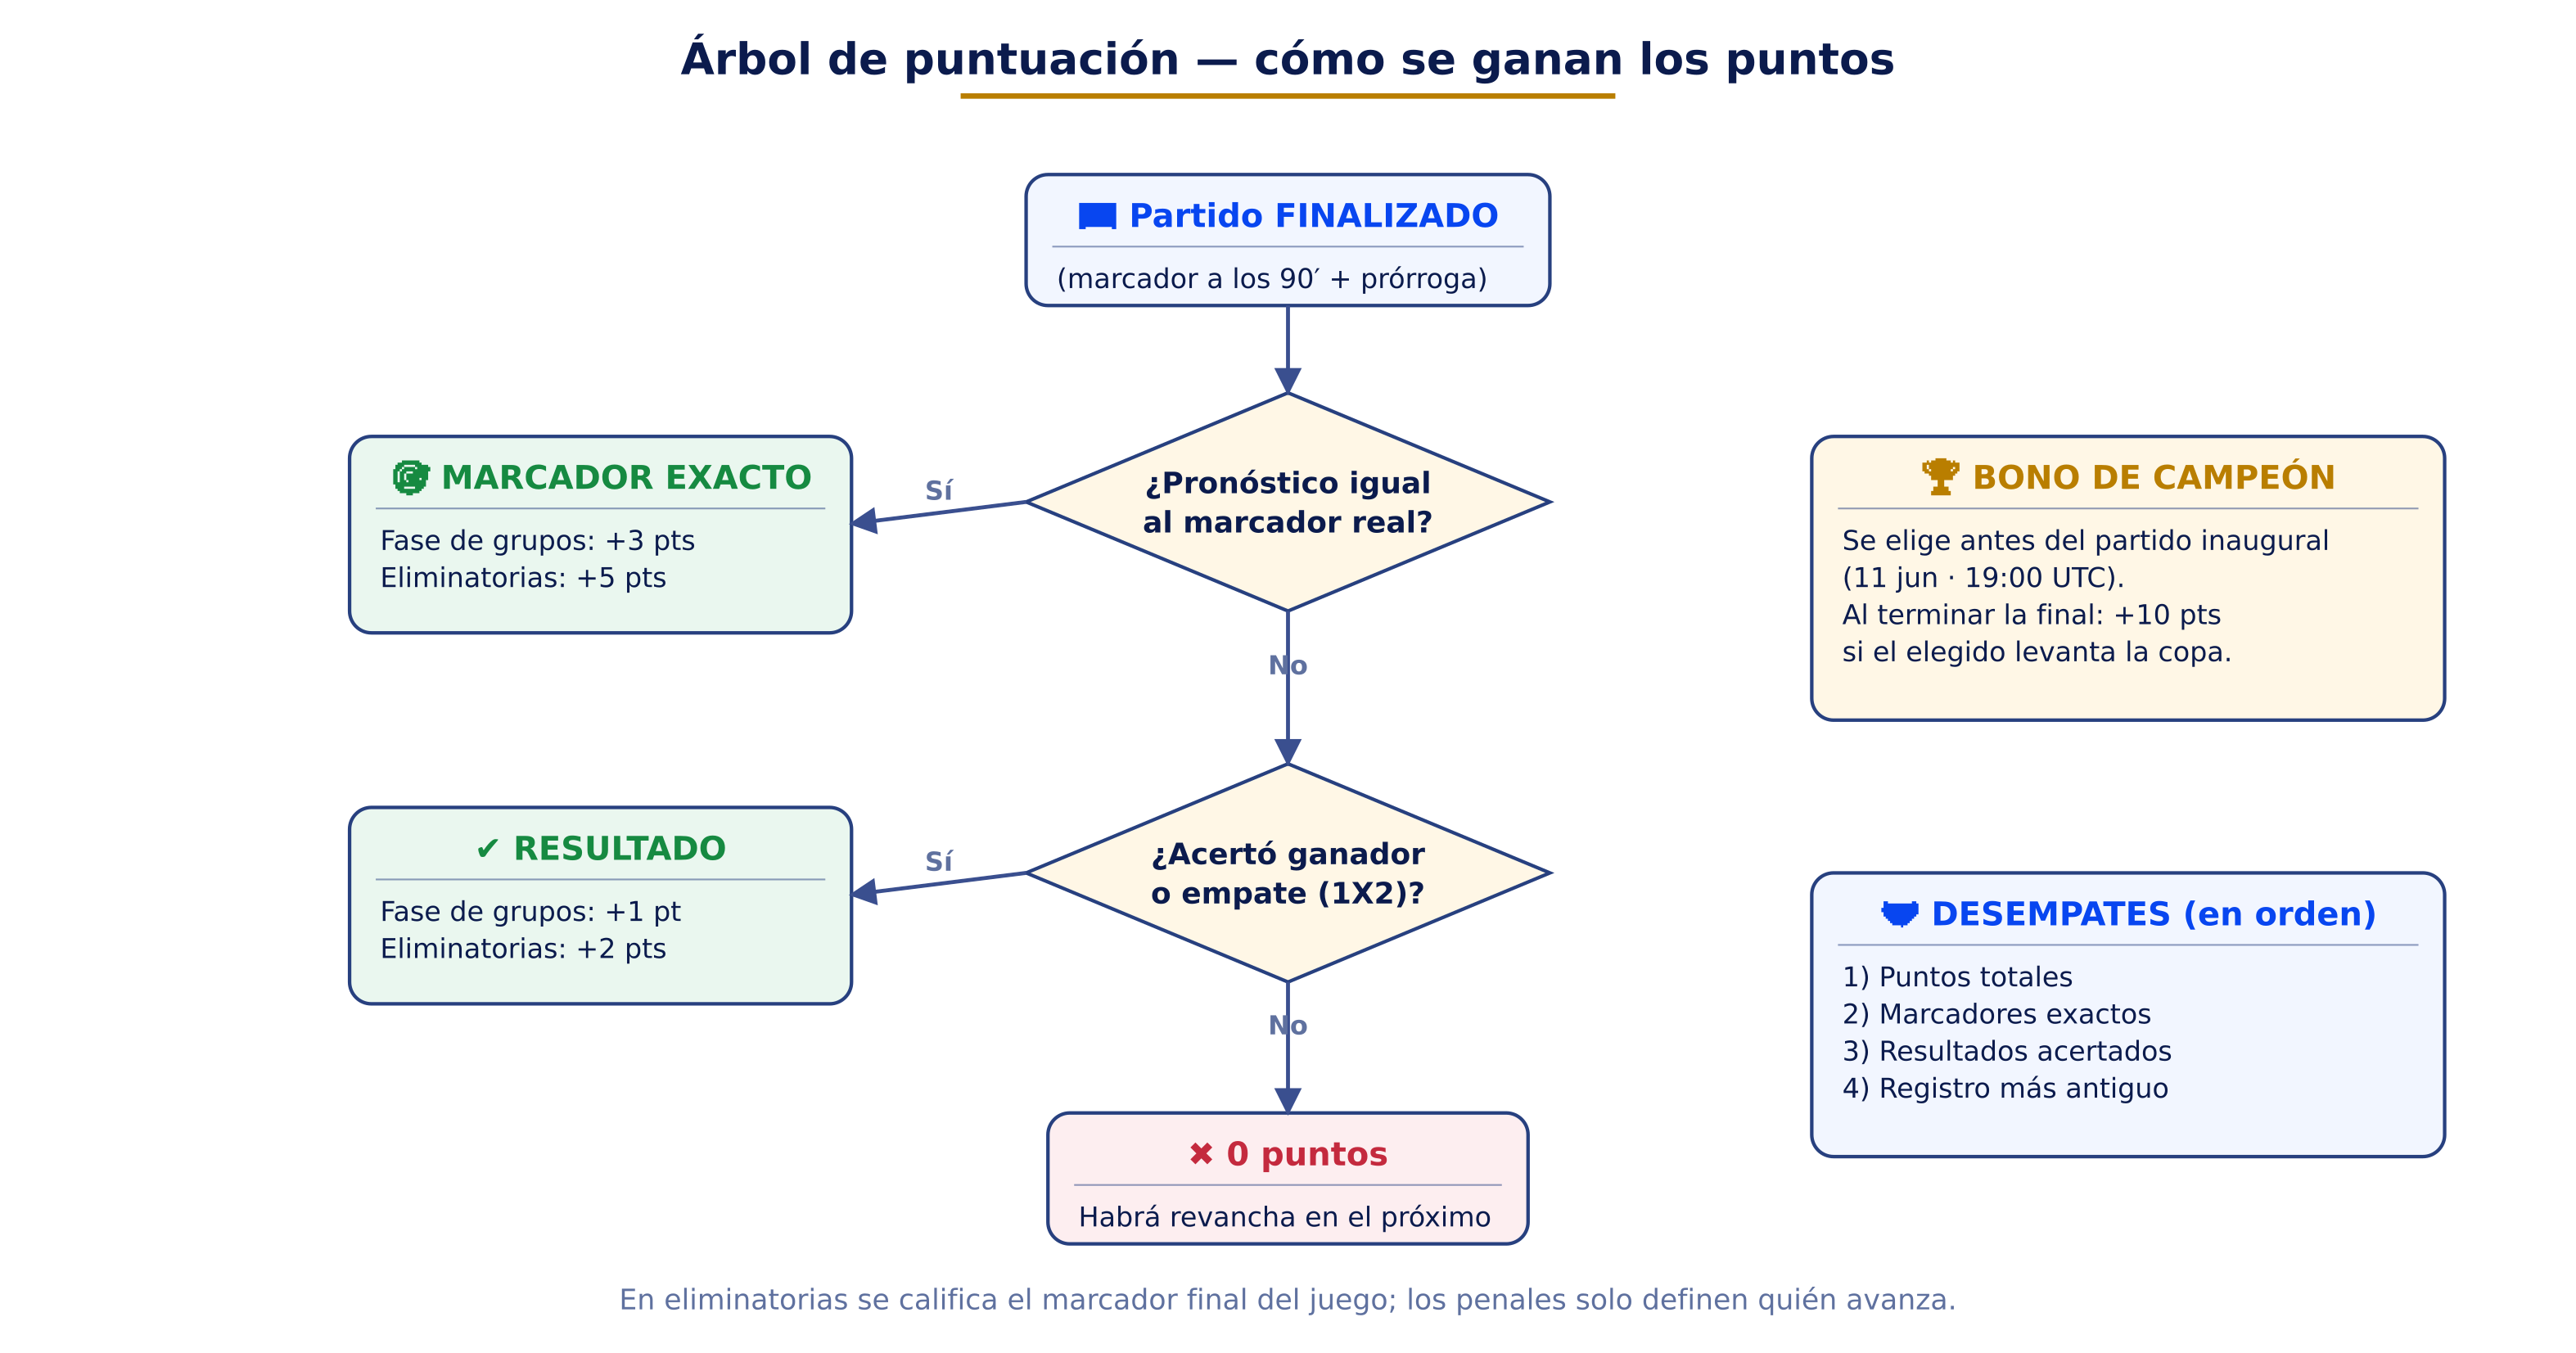 Árbol de puntuación — cómo se ganan los puntos
Partido FINALIZADO
(marcador a los 90′ + prórroga)
¿Pronóstico igual
al marcador real?
Sí
MARCADOR EXACTO
Fase de grupos: +3 pts
Eliminatorias: +5 pts
No
¿Acertó ganador
o empate (1X2)?
Sí
✔ RESULTADO
Fase de grupos: +1 pt
Eliminatorias: +2 pts
No
✖ 0 puntos
Habrá revancha en el próximo
🏆 BONO DE CAMPEÓN
Se elige antes del partido inaugural
(11 jun · 19:00 UTC).
Al terminar la final: +10 pts
si el elegido levanta la copa.
DESEMPATES (en orden)
1) Puntos totales
2) Marcadores exactos
3) Resultados acertados
4) Registro más antiguo
En eliminatorias se califica el marcador final del juego; los penales solo definen quién avanza.